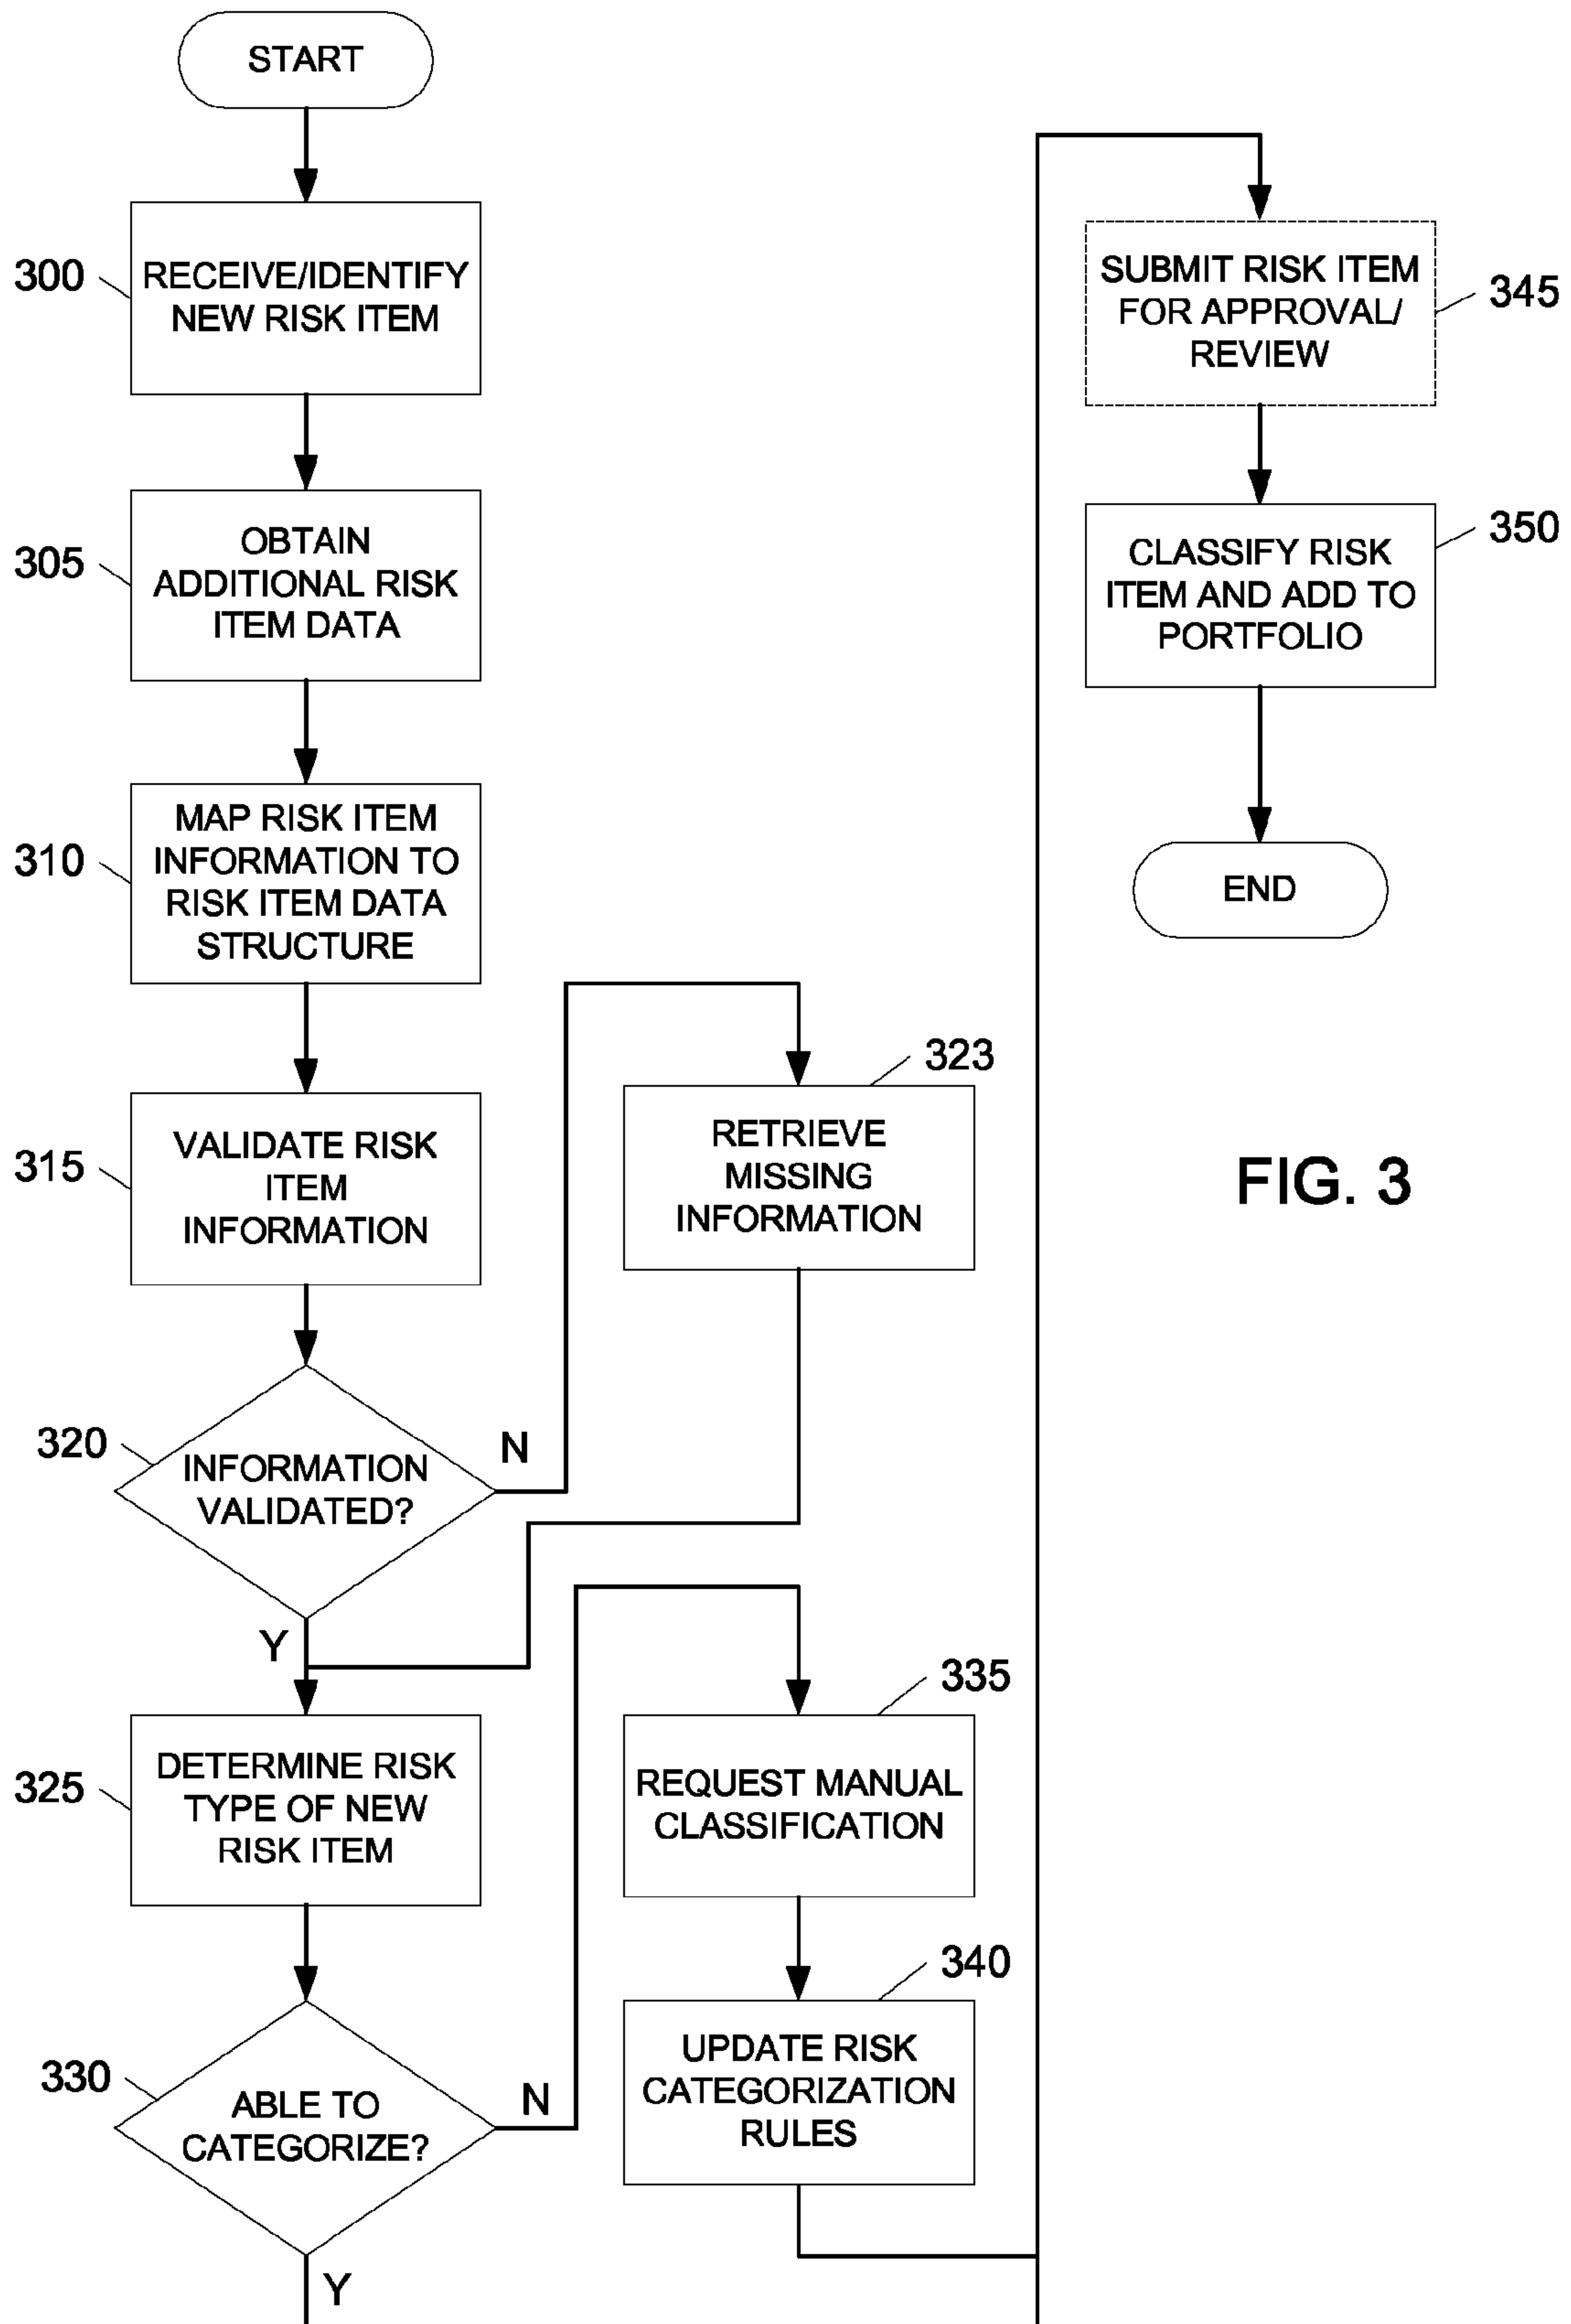 START
300
RECEIVE/IDENTIFY
NEW RISK ITEM
305
OBTAIN
ADDITIONAL RISK
ITEM DATA
310
MAP RISK ITEM
INFORMATION TO
RISK ITEM DATA
STRUCTURE
315
VALIDATE RISK
ITEM
INFORMATION
320
INFORMATION
VALIDATED?
N
Y
323
RETRIEVE
MISSING
INFORMATION
325
DETERMINE RISK
TYPE OF NEW
RISK ITEM
330
ABLE TO
CATEGORIZE?
N
Y
335
REQUEST MANUAL
CLASSIFICATION
340
UPDATE RISK
CATEGORIZATION
RULES
SUBMIT RISK ITEM
FOR APPROVAL/
REVIEW
345
CLASSIFY RISK
ITEM AND ADD TO
PORTFOLIO
350
END
FIG. 3